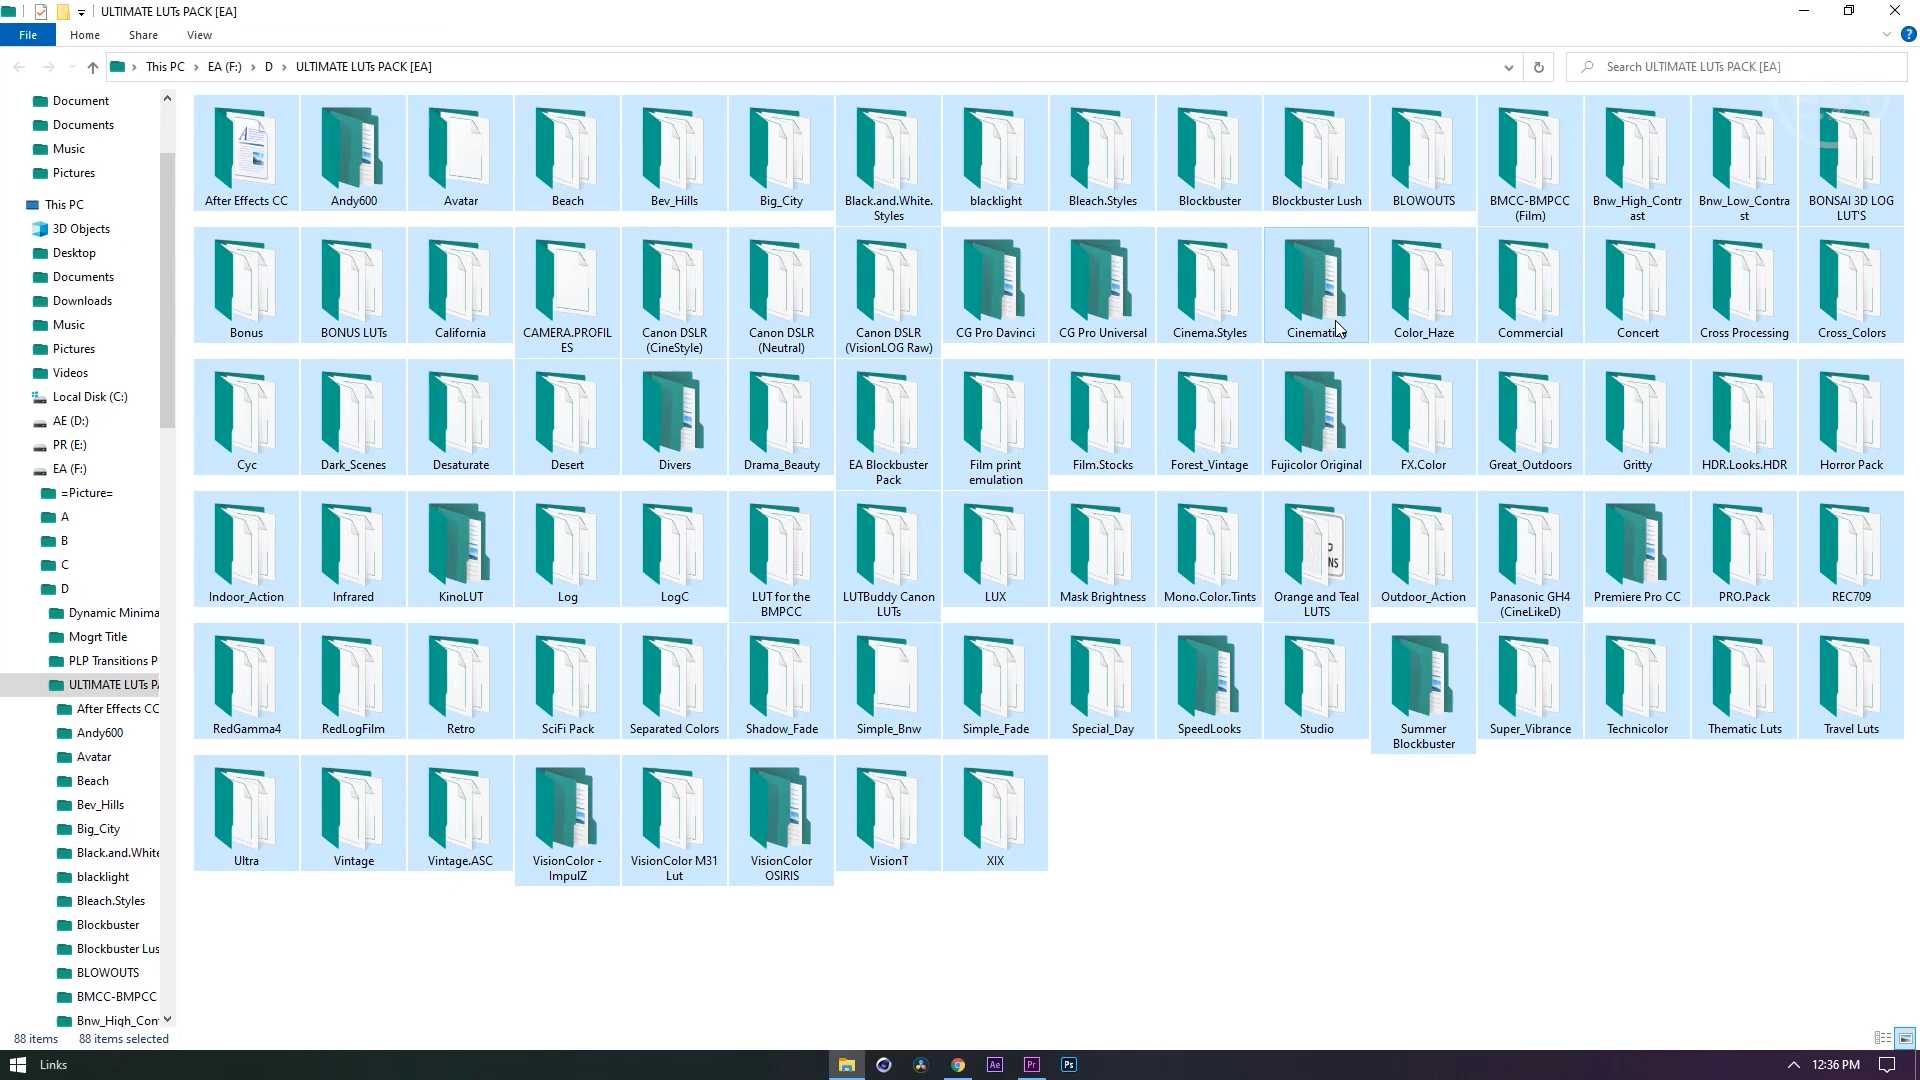 ULTIMATE LUTs PACK [EA]
File Home Share View
This PC EA (F:) D ULTIMATE LUTs PACK [EA]
Search ULTIMATE LUTs PACK [EA]
Document
Documents
Music
Pictures
This PC
3D Objects
Desktop
Documents
Downloads
Music
Pictures
Videos
Local Disk (C:)
AE (D:)
PR (E:)
EA (F:)
=Picture=
A
B
C
D
Dynamic Minima
Mogrt Title
PLP Transitions P
ULTIMATE LUTs PA
After Effects CC
Andy600
Avatar
Beach
Bev_Hills
Big_City
Black.and.White
blacklight
Bleach.Styles
Blockbuster
Blockbuster Lus
BLOWOUTS
BMCC-BMPCC
Bnw_High_Con
After Effects CC
Andy600
Avatar
Beach
Bev_Hills
Big_City
Black.and.White.
Styles
blacklight
Bleach.Styles
Blockbuster
Blockbuster Lush
BLOWOUTS
BMCC-BMPCC
(Film)
Bnw_High_Contr
ast
Bnw_Low_Contra
st
BONSAI 3D LOG
LUT'S
Bonus
BONUS LUTs
California
CAMERA.PROFIL
ES
Canon DSLR
(CineStyle)
Canon DSLR
(Neutral)
Canon DSLR
(VisionLOG Raw)
CG Pro Davinci
CG Pro Universal
Cinema.Styles
Cinematic
Color_Haze
Commercial
Concert
Cross Processing
Cross_Colors
Cyc
Dark_Scenes
Desaturate
Desert
Divers
Drama_Beauty
EA Blockbuster
Pack
Film print
emulation
Film.Stocks
Forest_Vintage
Fujicolor Original
FX.Color
Great_Outdoors
Gritty
HDR.Looks.HDR
Horror Pack
Indoor_Action
Infrared
KinoLUT
Log
LogC
LUT for the
BMPCC
LUTBuddy Canon
LUTs
LUX
Mask Brightness
Mono.Color.Tints
Orange and Teal
LUTS
Outdoor_Action
Panasonic GH4
(CineLikeD)
Premiere Pro CC
PRO.Pack
REC709
RedGamma4
RedLogFilm
Retro
SciFi Pack
Separated Colors
Shadow_Fade
Simple_Bnw
Simple_Fade
Special_Day
SpeedLooks
Studio
Summer
Blockbuster
Super_Vibrance
Technicolor
Thematic Luts
Travel Luts
Ultra
Vintage
Vintage.ASC
VisionColor -
ImpulZ
VisionColor M31
Lut
VisionColor
OSIRIS
VisionT
XIX
88 items 88 items selected
Links
Ae
Pr
Ps
12:36 PM